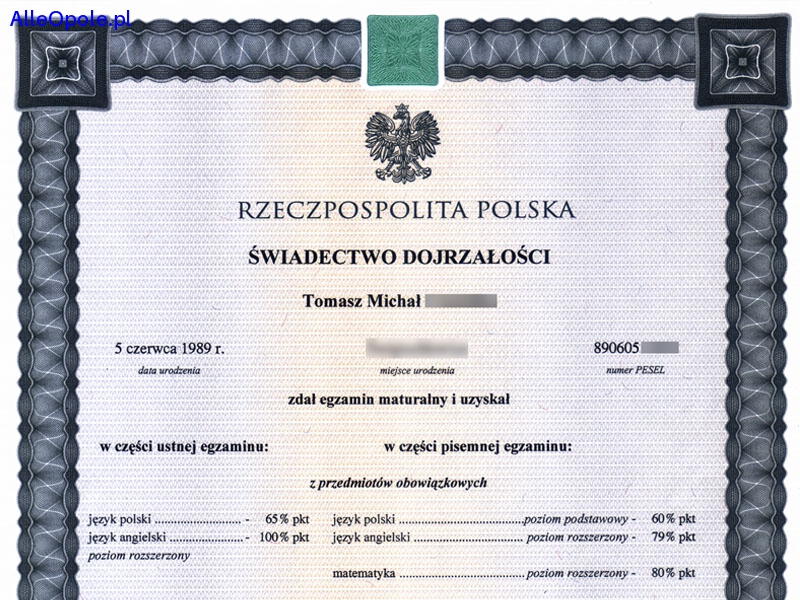 AlleOpole.pl
RZECZPOSPOLITA POLSKA
ŚWIADECTWO DOJRZAŁOŚCI
Tomasz Michał
5 czerwca 1989 r. 890605
data urodzenia miejsce urodzenia numer PESEL
zdał egzamin maturalny i uzyskał
w części ustnej egzaminu: w części pisemnej egzaminu:
z przedmiotów obowiązkowych
język polski ........................... - 65% pkt język polski .......................................poziom podstawowy - 60% pkt
język angielski ....................... - 100% pkt język angielski .................................... poziom rozszerzony - 79% pkt
poziom rozszerzony
matematyka .......................................poziom rozszerzony - 80% pkt